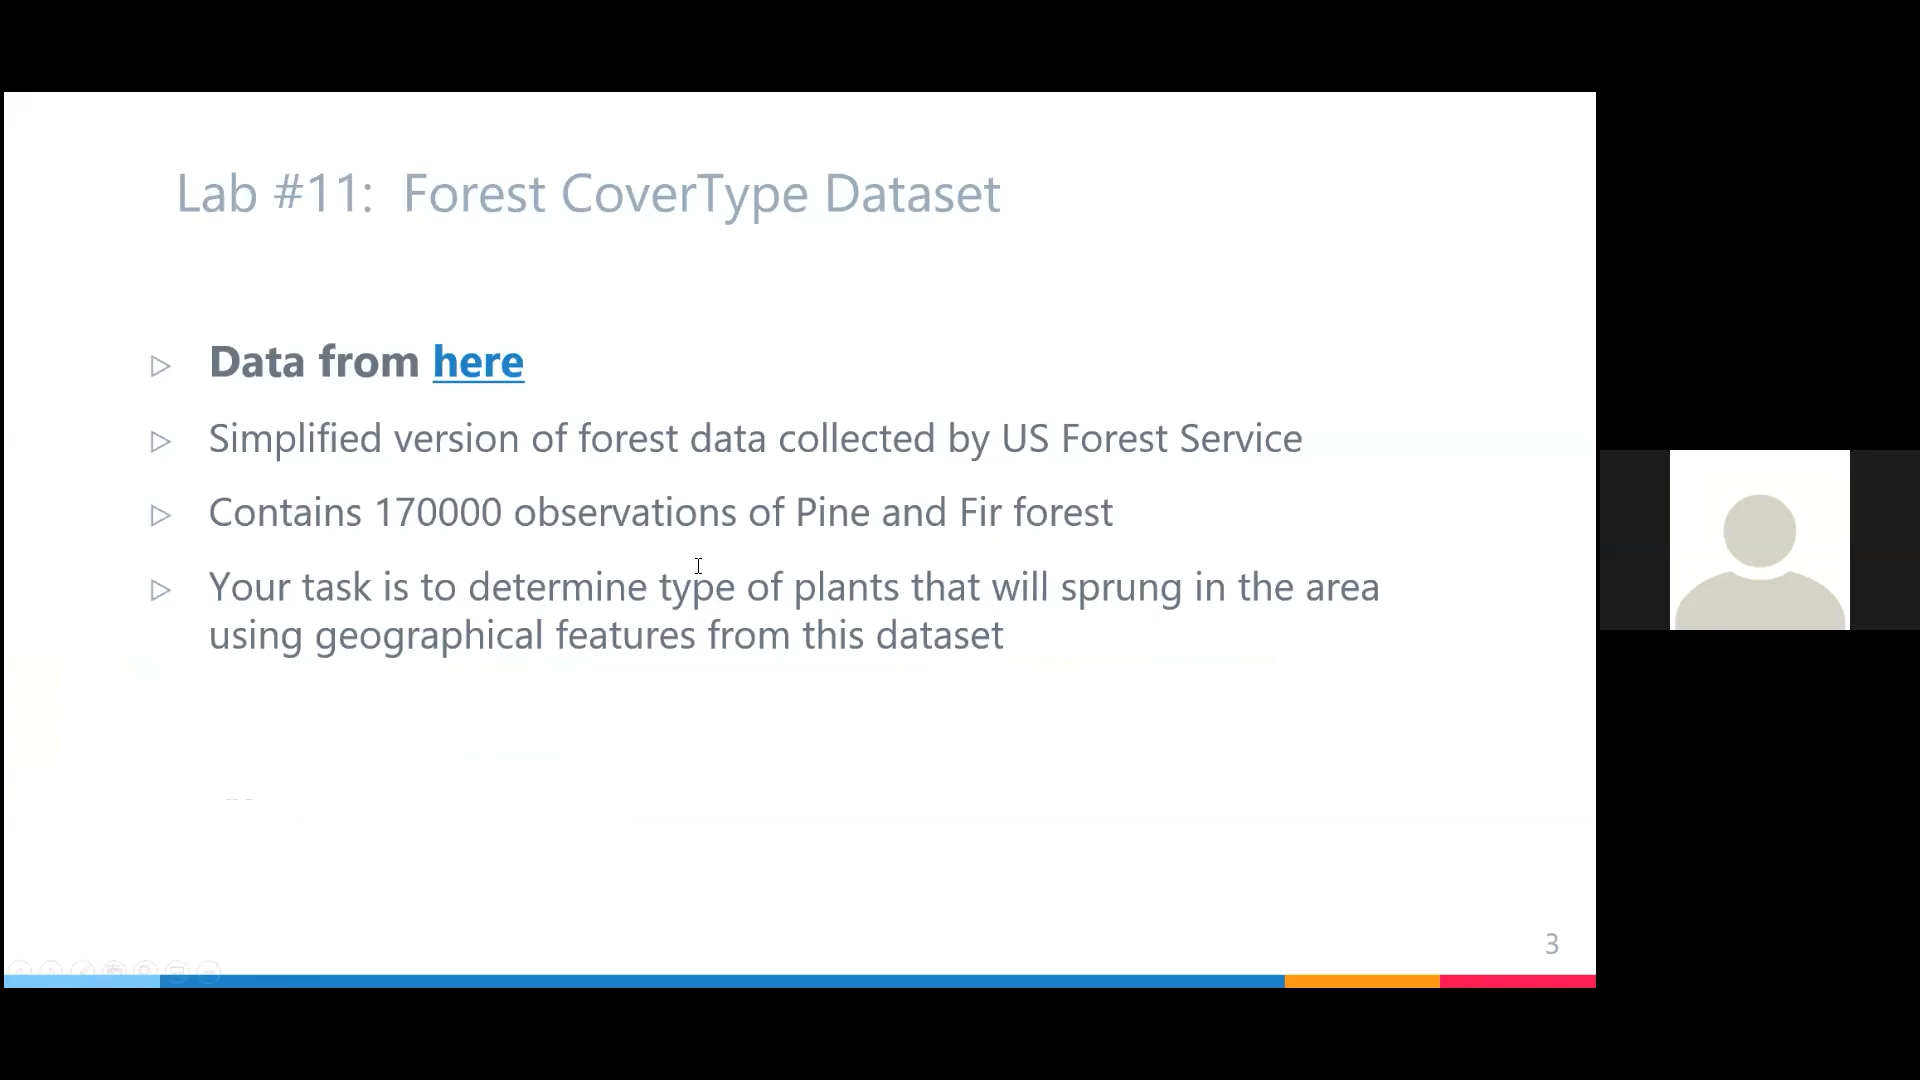 Lab #11: Forest CoverType Dataset
▷ Data from here
▷ Simplified version of forest data collected by US Forest Service
▷ Contains 170000 observations of Pine and Fir forest
▷ Your task is to determine type of plants that will sprung in the area
using geographical features from this dataset
3